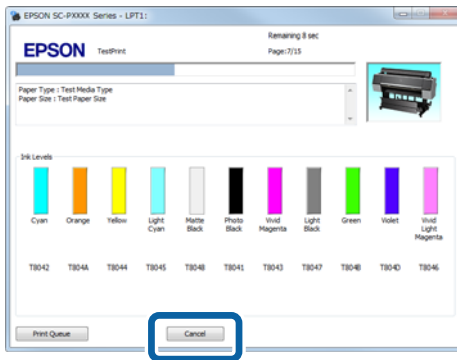 EPSON SC-PXXXX Series - LPT1:
Remaining 8 sec
EPSON TestPrint Page:7/15
Paper Type : Test Media Type
Paper Size : Test Paper Size
Ink Levels
Cyan Orange Yellow Light Cyan Matte Black Photo Black Vivid Magenta Light Black Green Violet Vivid Light Magenta
T8042 T804A T8044 T8045 T8048 T8041 T8043 T8047 T804B T804D T8046
Print Queue Cancel